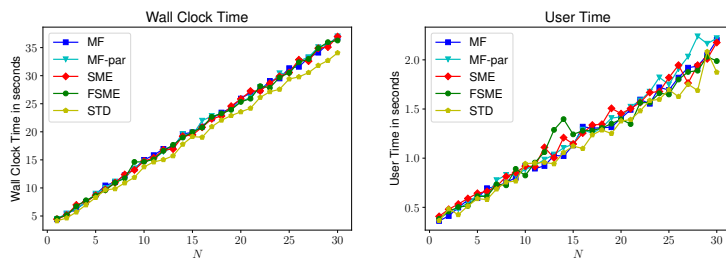 Wall Clock Time
Wall Clock Time in seconds
35
30
25
20
15
10
5
MF
MF-par
SME
FSME
STD
0
5
10
15
20
25
30
N
User Time
User Time in seconds
2.0
1.5
1.0
0.5
MF
MF-par
SME
FSME
STD
0
5
10
15
20
25
30
N